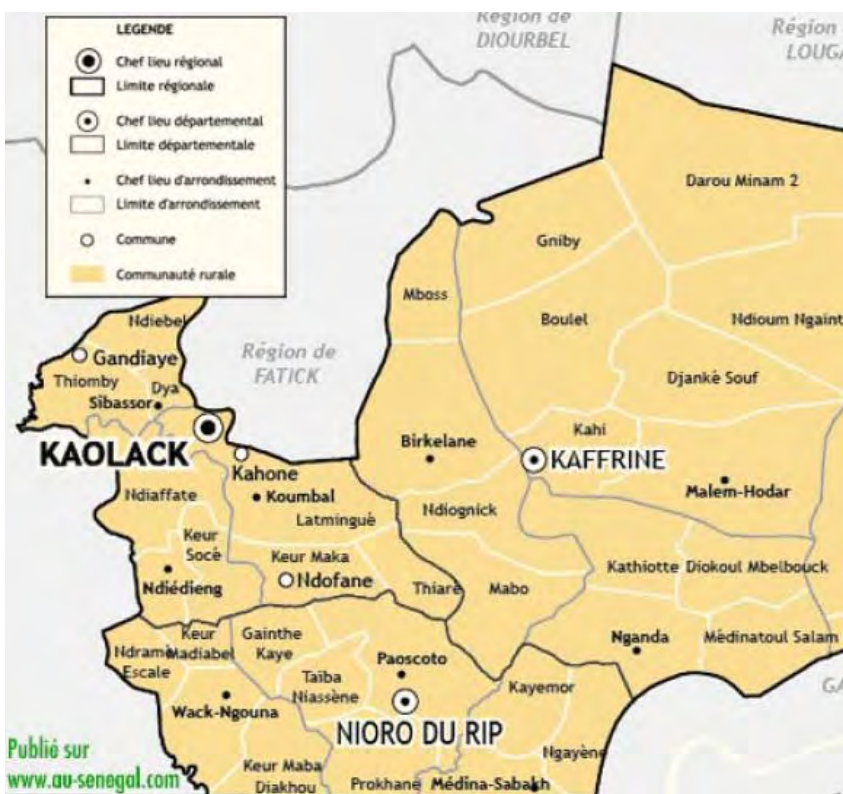 Région de
DIOURBEL
Région
LOUGA
LEGENDE
Chef lieu régional
Limite régionale
Chef lieu départemental
Limite départementale
Chef lieu d'arrondissement
Limite d'arrondissement
Commune
Communauté rurale
Darou Minam 2
Gniby
Mboss
Boulel
Ndioum Ngaint
Ndiebel
Gandiaye
Région de
FATICK
Thiomby
Dya
Djanké Souf
Sibassor
KAOLACK
Kahi
Birkelane
KAFFRINE
Kahone
Malem-Hodar
Ndiaffate
Koumbal
Latmingué
Ndiognick
Keur
Socé
Keur Maka
Ndiédieng
Ndofane
Thiaré
Mabo
Kathiotte
Diokoul Mbelbouck
Nganda
Médinatoul Salam
Keur
Madiabel
Gainthe
Kaye
Ndramé
Escale
Paoscoto
Taïba
Niassène
Kayemor
GA
Wack-Ngouna
NIORO DU RIP
Ngayène
Publié sur
www.au-senegal.com
Keur Maba
Diakhou
Prokhane
Médina-Sabakh